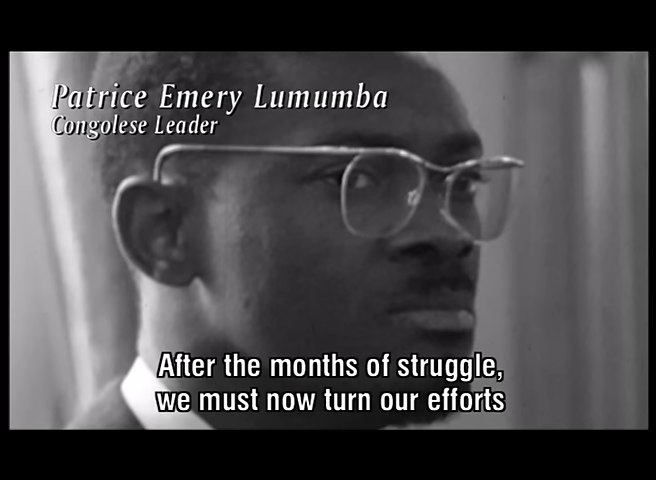 Patrice Emery Lumumba
Congolese Leader
After the months of struggle,
we must now turn our efforts